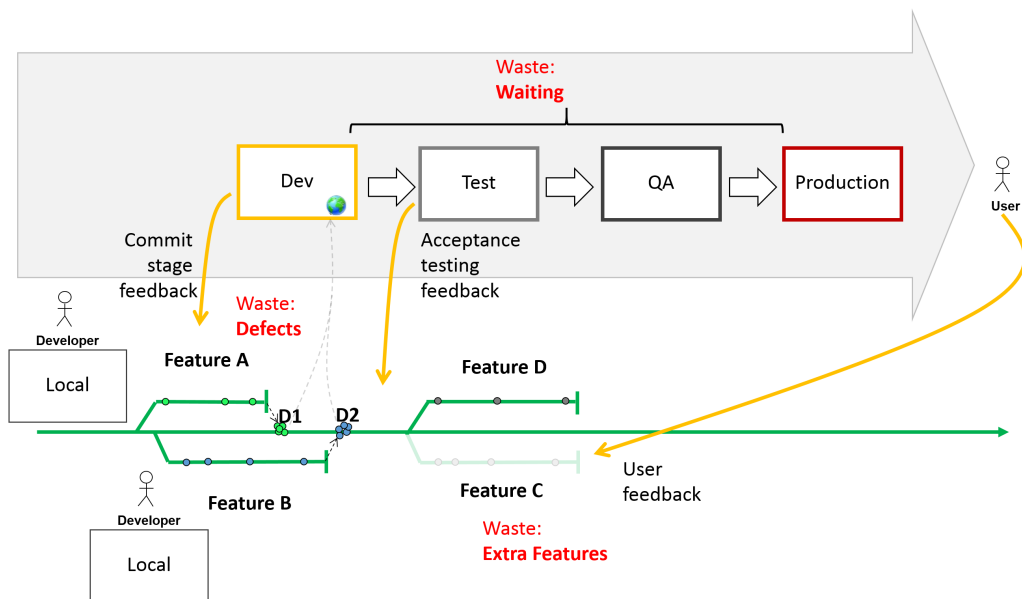 Waste:
Waiting
Dev
Test
QA
Production
User
Commit
stage
feedback
Acceptance
testing
feedback
Waste:
Defects
Developer
Local
Feature A
Feature D
D1
D2
Feature B
Feature C
User
feedback
Developer
Local
Waste:
Extra Features